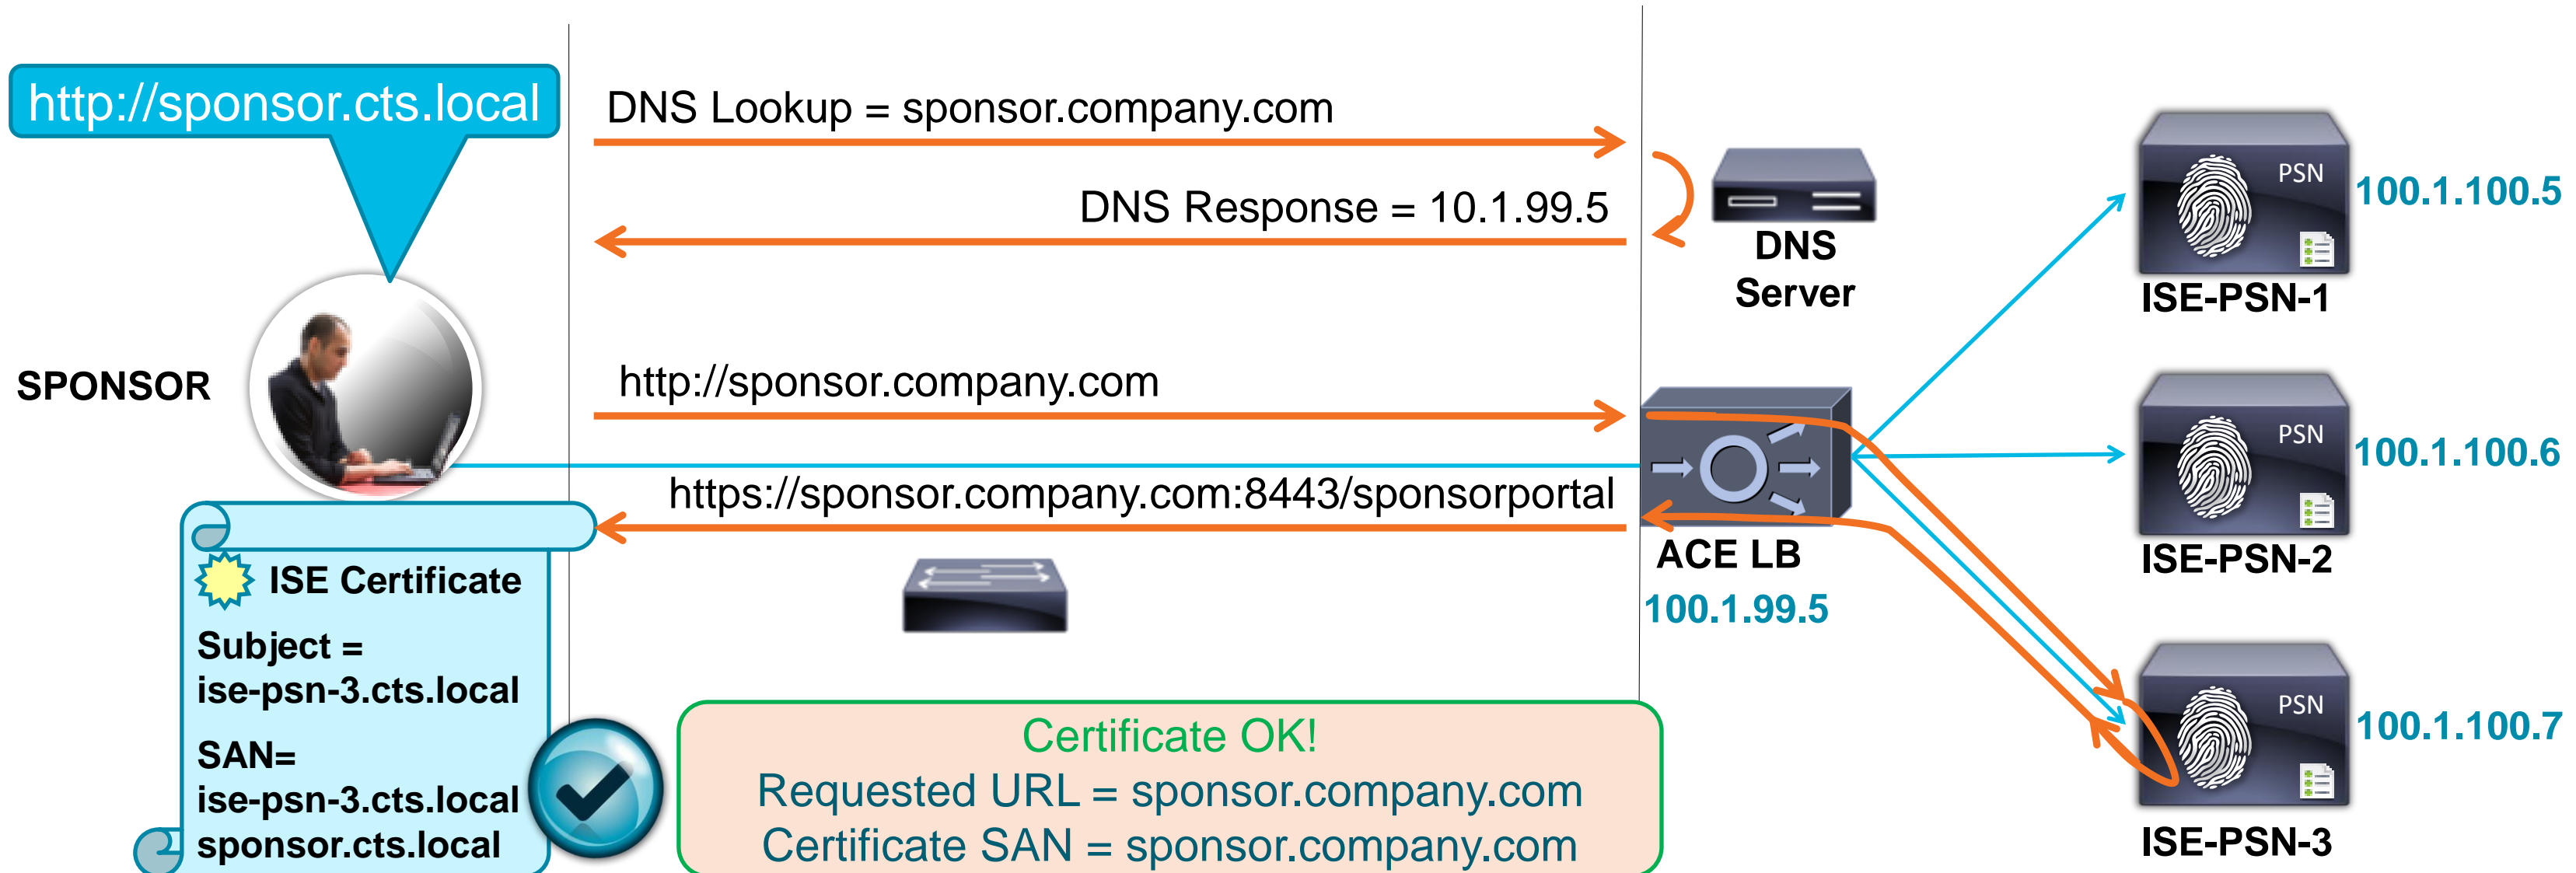 http://sponsor.cts.local
DNS Lookup = sponsor.company.com
DNS Response = 10.1.99.5
DNS
Server
PSN
100.1.100.5
ISE-PSN-1
SPONSOR
http://sponsor.company.com
https://sponsor.company.com:8443/sponsorportal
ACE LB
100.1.99.5
PSN
100.1.100.6
ISE-PSN-2
ISE Certificate
Subject =
ise-psn-3.cts.local
SAN=
ise-psn-3.cts.local
sponsor.cts.local
Certificate OK!
Requested URL = sponsor.company.com
Certificate SAN = sponsor.company.com
PSN
100.1.100.7
ISE-PSN-3